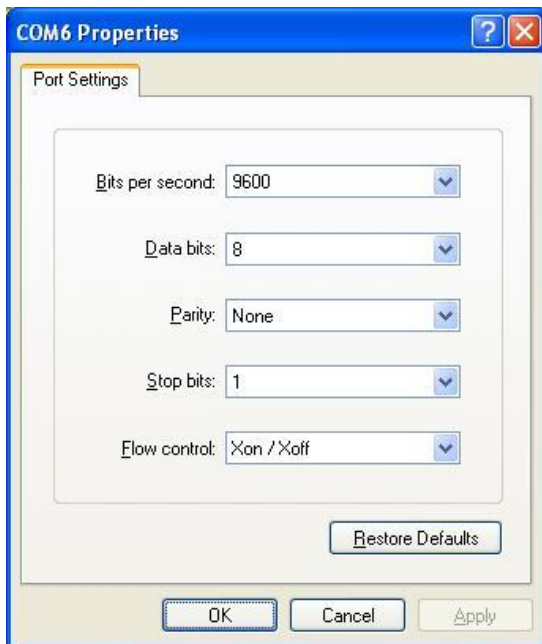 COM6 Properties
Port Settings
Bits per second: 9600
Data bits: 8
Parity: None
Stop bits: 1
Flow control: Xon / Xoff
Restore Defaults
OK Cancel Apply